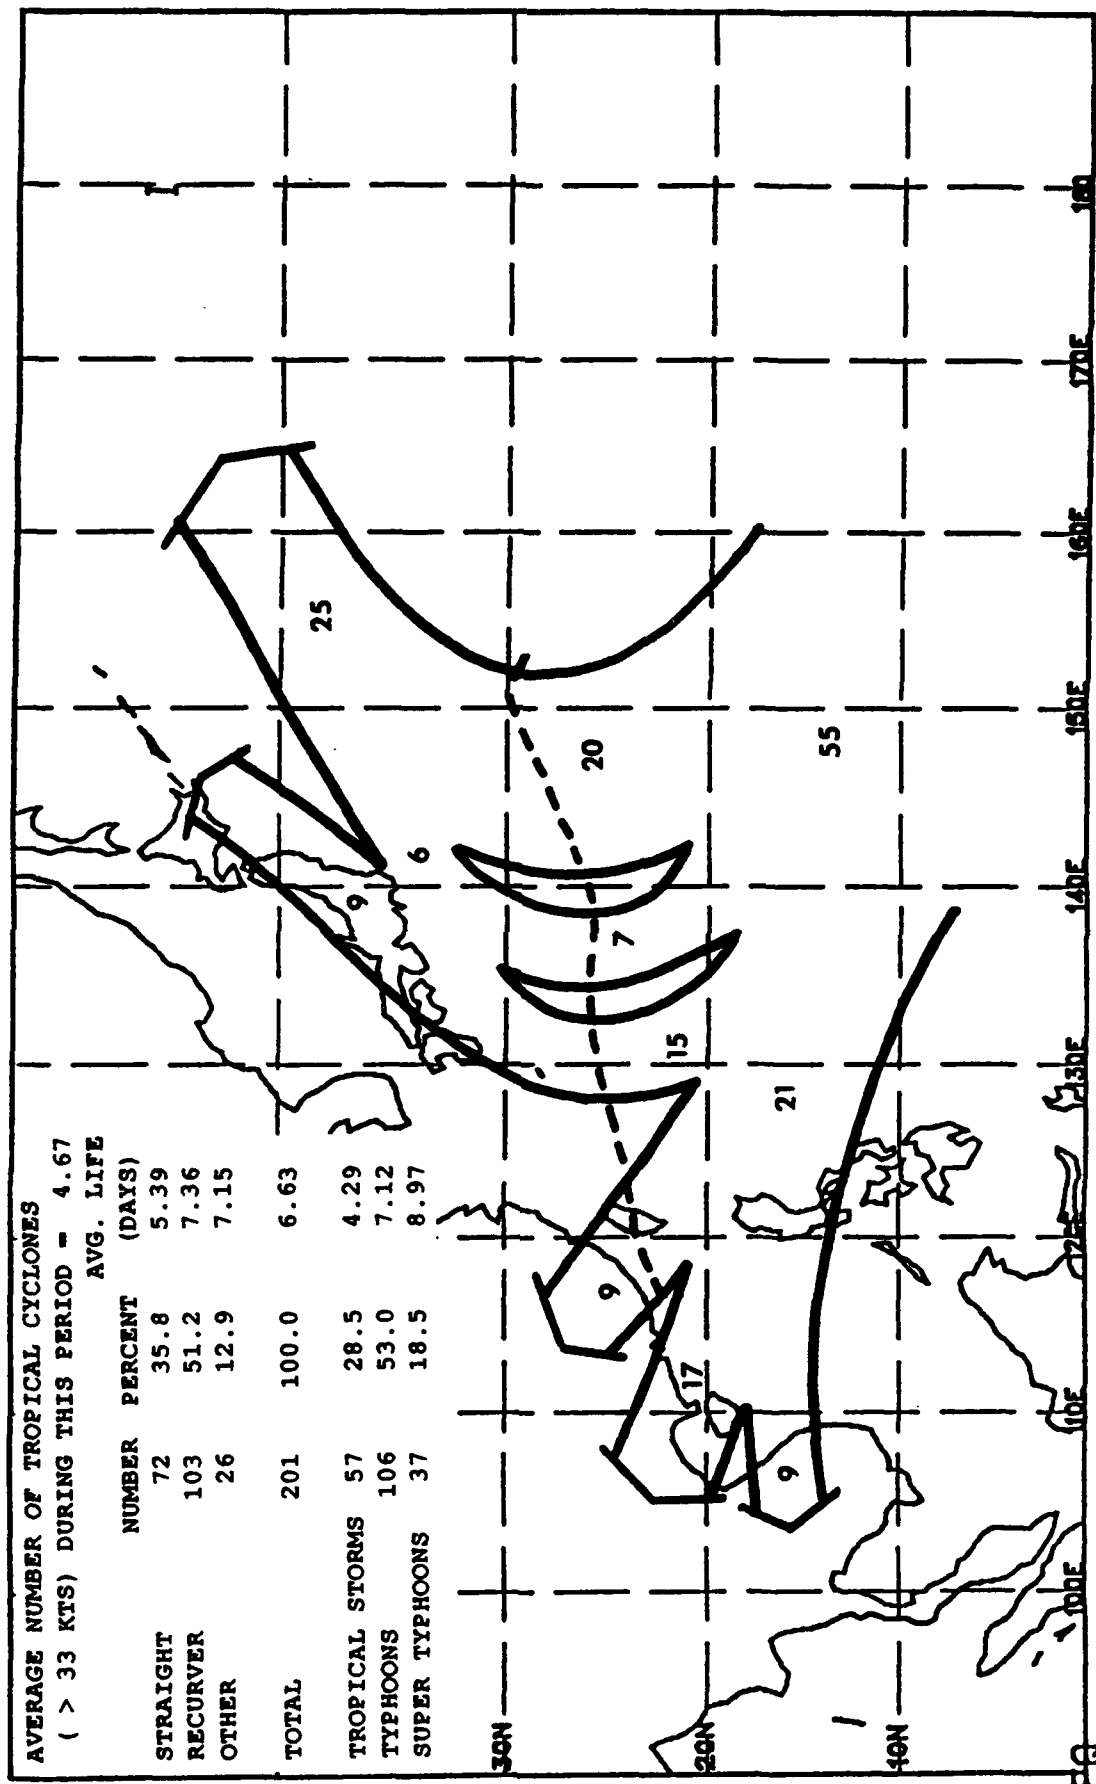 AVERAGE NUMBER OF TROPICAL CYCLONES
( > 33 KTS) DURING THIS PERIOD = 4.67
AVG. LIFE
NUMBER PERCENT (DAYS)
STRAIGHT 72 35.8 5.39
RECURVER 103 51.2 7.36
OTHER 26 12.9 7.15
TOTAL 201 100.0 6.63
TROPICAL STORMS 57 28.5 4.29
TYPHOONS 106 53.0 7.12
SUPER TYPHOONS 37 18.5 8.97
25
9
6
20
7
9
15
17
55
21
9
30N
20N
10N
100E
110E
120E
130E
140E
150E
160E
170E
180